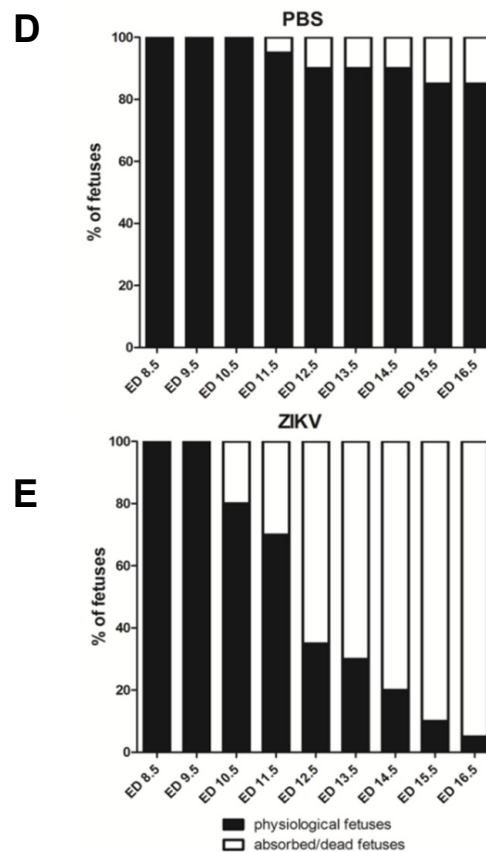 D
PBS
100
80
60
40
20
0
% of fetuses
ED 8.5 ED 9.5 ED 10.5 ED 11.5 ED 12.5 ED 13.5 ED 14.5 ED 15.5 ED 16.5
E
ZIKV
100
80
60
40
20
0
% of fetuses
ED 8.5 ED 9.5 ED 10.5 ED 11.5 ED 12.5 ED 13.5 ED 14.5 ED 15.5 ED 16.5
physiological fetuses
absorbed/dead fetuses